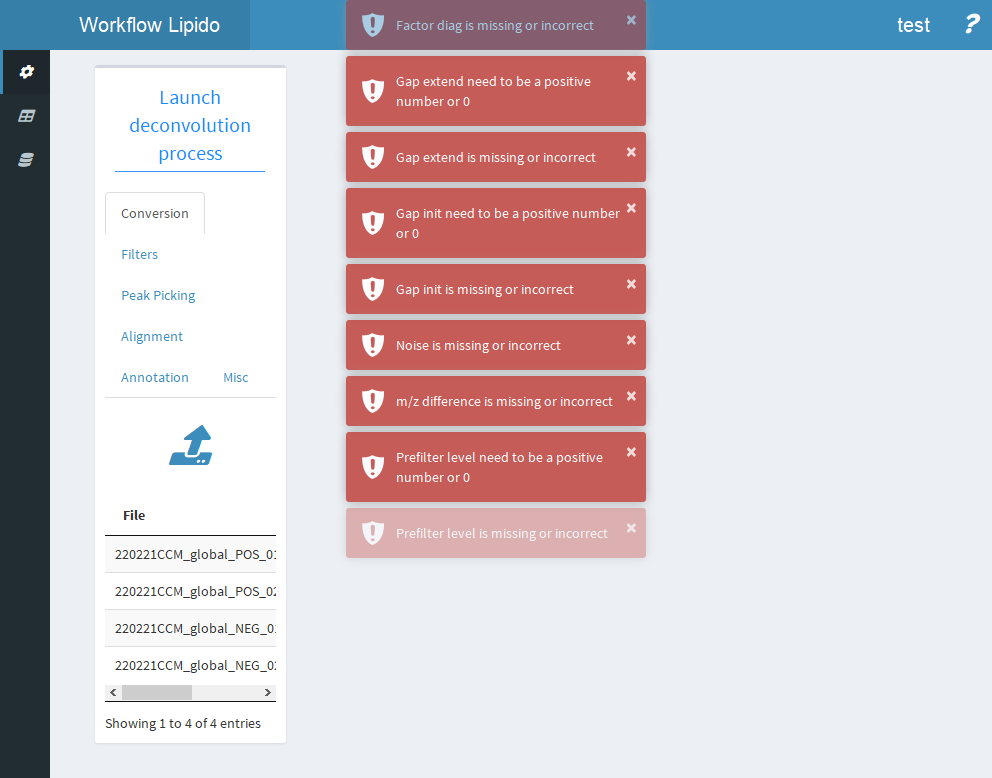 Workflow Lipido
test
?
Launch
deconvolution
process
Conversion
Filters
Peak Picking
Alignment
Annotation Misc
File
220221CCM_global_POS_01
220221CCM_global_POS_02
220221CCM_global_NEG_01
220221CCM_global_NEG_02
Showing 1 to 4 of 4 entries
Factor diag is missing or incorrect
×
Gap extend need to be a positive
number or 0
×
Gap extend is missing or incorrect
×
Gap init need to be a positive number
or 0
×
Gap init is missing or incorrect
×
Noise is missing or incorrect
×
m/z difference is missing or incorrect
×
Prefilter level need to be a positive
number or 0
×
Prefilter level is missing or incorrect
×